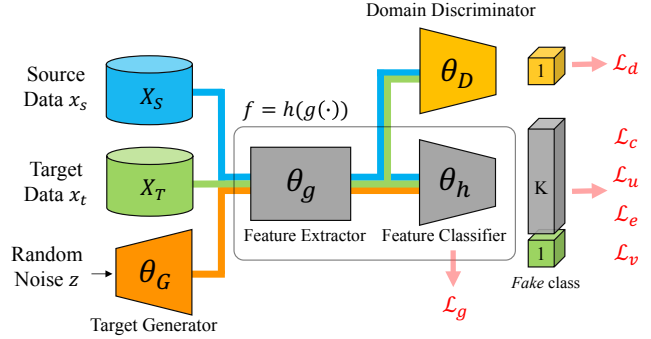 Domain Discriminator
Source
Data x_s
X_S
θ_D
1
ℒ_d
f = h(g(·))
Target
Data x_t
X_T
θ_g
θ_h
K
ℒ_c
ℒ_u
ℒ_e
Feature Extractor
Feature Classifier
1
ℒ_v
Random
Noise z
θ_G
Fake class
ℒ_g
Target Generator